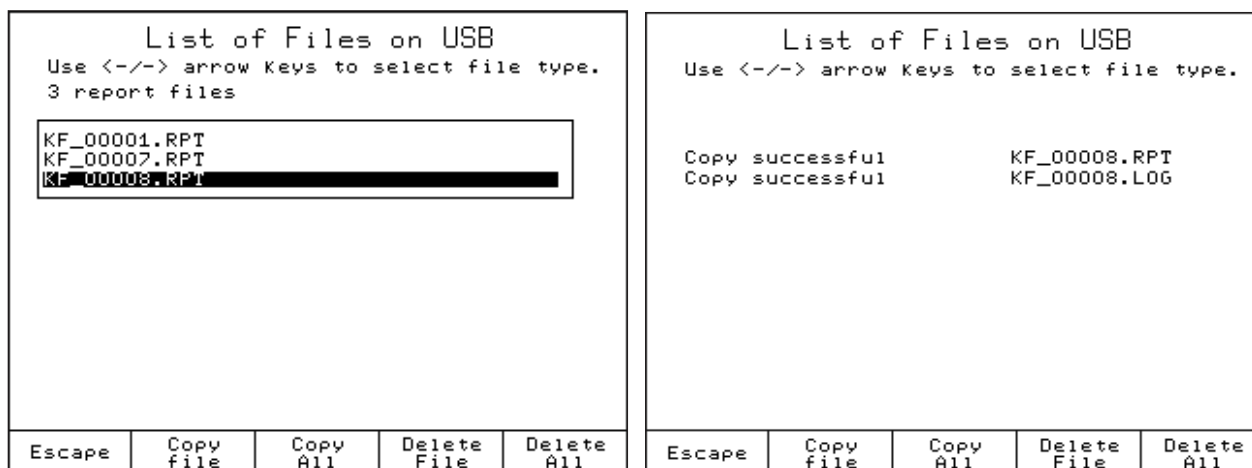 List of Files on USB
Use <-/-> arrow Keys to select file type.
3 report files
KF_00001.RPT
KF_00007.RPT
KF_00008.RPT
Escape
Copy file
Copy All
Delete File
Delete All
List of Files on USB
Use <-/-> arrow Keys to select file type.
Copy successful KF_00008.RPT
Copy successful KF_00008.LOG
Escape
Copy file
Copy All
Delete File
Delete All